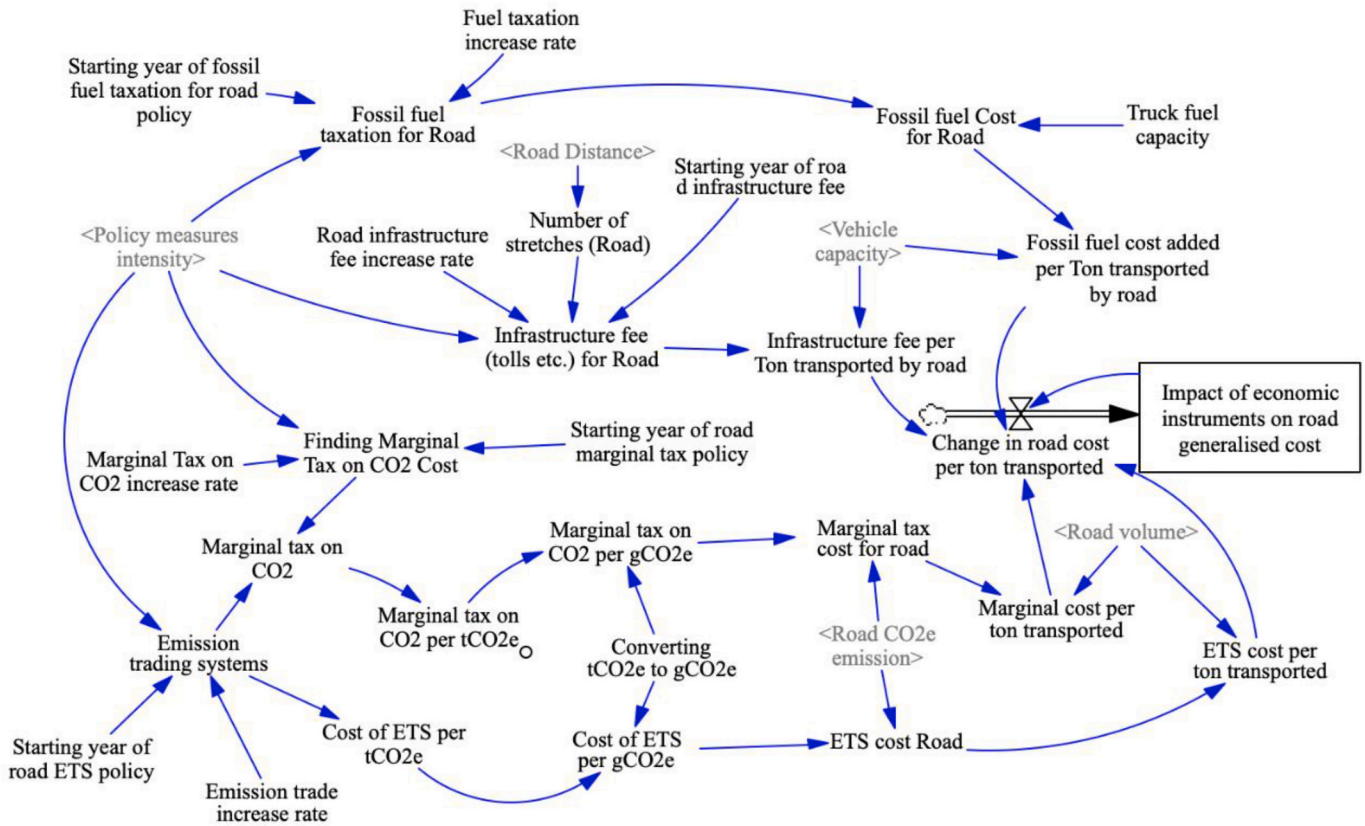 Fuel taxation
increase rate
Starting year of fossil
fuel taxation for road
policy
Fossil fuel
taxation for Road
Fossil fuel Cost
for Road
Truck fuel
capacity
<Road Distance>
Starting year of roa
d infrastructure fee
<Policy measures
intensity>
Road infrastructure
fee increase rate
Number of
stretches (Road)
<Vehicle
capacity>
Fossil fuel cost added
per Ton transported
by road
Infrastructure fee
(tolls etc.) for Road
Infrastructure fee per
Ton transported by road
Impact of economic
instruments on road
generalised cost
Change in road cost
per ton transported
Finding Marginal
Tax on CO2 Cost
Starting year of road
marginal tax policy
Marginal Tax on
CO2 increase rate
Marginal tax on
CO2
Marginal tax on
CO2 per gCO2e
Marginal tax
cost for road
<Road volume>
Marginal tax on
CO2 per tCO2e
Marginal cost per
ton transported
Emission
trading systems
Converting
tCO2e to gCO2e
<Road CO2e
emission>
ETS cost per
ton transported
Starting year of
road ETS policy
Cost of ETS per
tCO2e
Cost of ETS
per gCO2e
ETS cost Road
Emission trade
increase rate